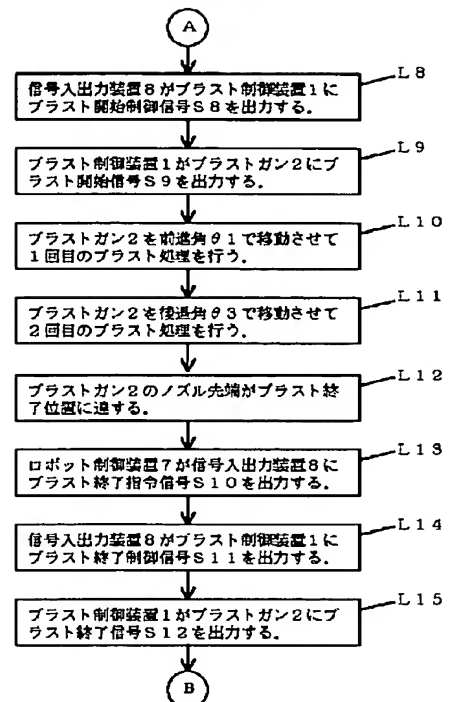 A
L8
信号入出力装置8がブラスト制御装置1に
ブラスト開始制御信号S8を出力する。
L9
ブラスト制御装置1がブラストガン2にブ
ラスト開始信号S9を出力する。
L10
ブラストガン2を前進角θ1で移動させて
1回目のブラスト処理を行う。
L11
ブラストガン2を後退角θ3で移動させて
2回目のブラスト処理を行う。
L12
ブラストガン2のノズル先端がブラスト終
了位置に達する。
L13
ロボット制御装置7が信号入出力装置8に
ブラスト終了指令信号S10を出力する。
L14
信号入出力装置8がブラスト制御装置1に
ブラスト終了制御信号S11を出力する。
L15
ブラスト制御装置1がブラストガン2にブ
ラスト終了信号S12を出力する。
B